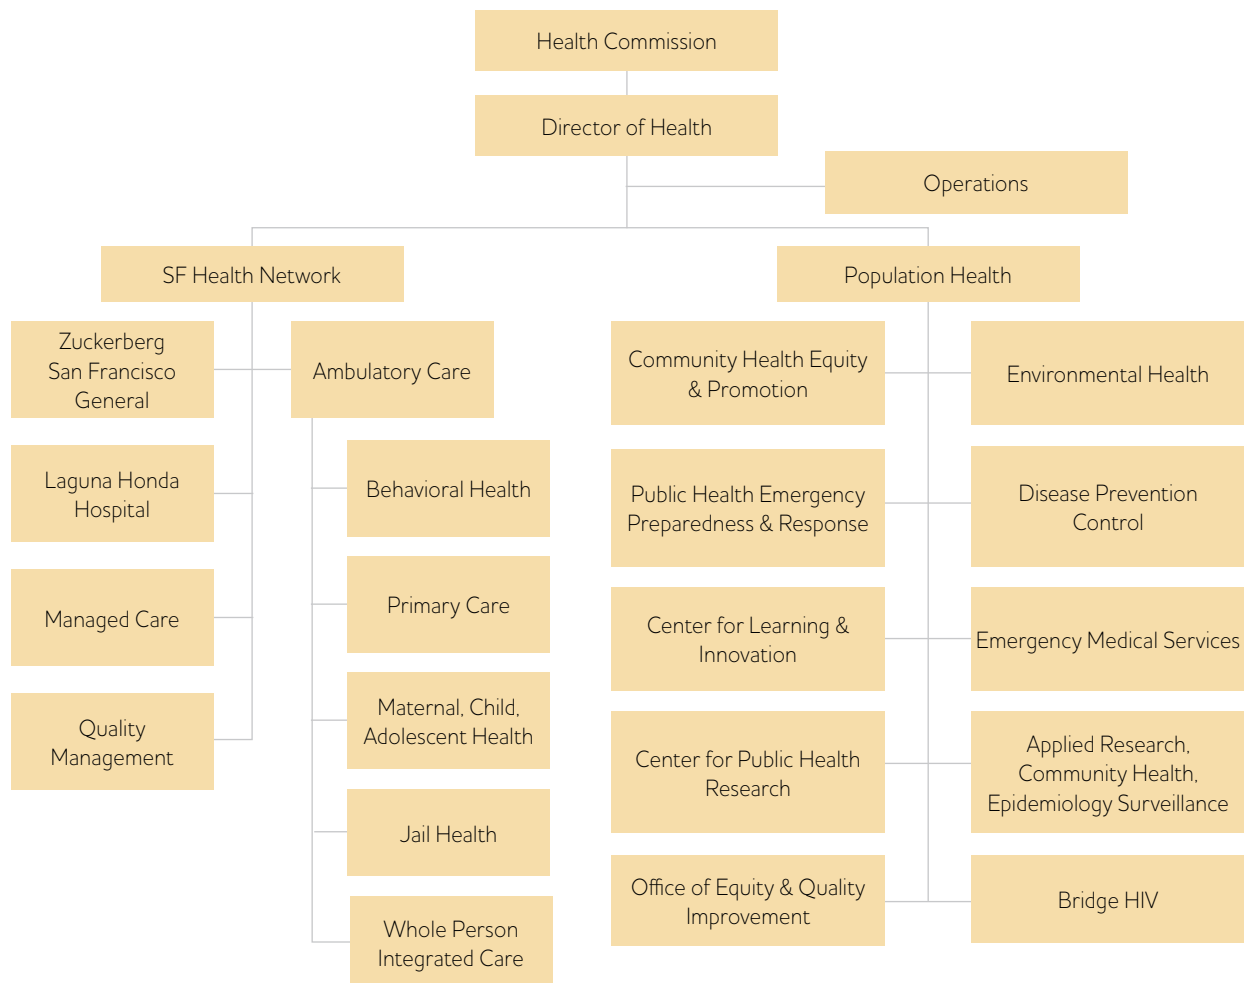 Health Commission
Director of Health
Operations
SF Health Network
Population Health
Zuckerberg
San Francisco
General
Ambulatory Care
Laguna Honda
Hospital
Managed Care
Quality
Management
Behavioral Health
Primary Care
Maternal, Child,
Adolescent Health
Jail Health
Whole Person
Integrated Care
Community Health Equity
& Promotion
Environmental Health
Public Health Emergency
Preparedness & Response
Disease Prevention
Control
Center for Learning &
Innovation
Emergency Medical Services
Center for Public Health
Research
Applied Research,
Community Health,
Epidemiology Surveillance
Office of Equity & Quality
Improvement
Bridge HIV